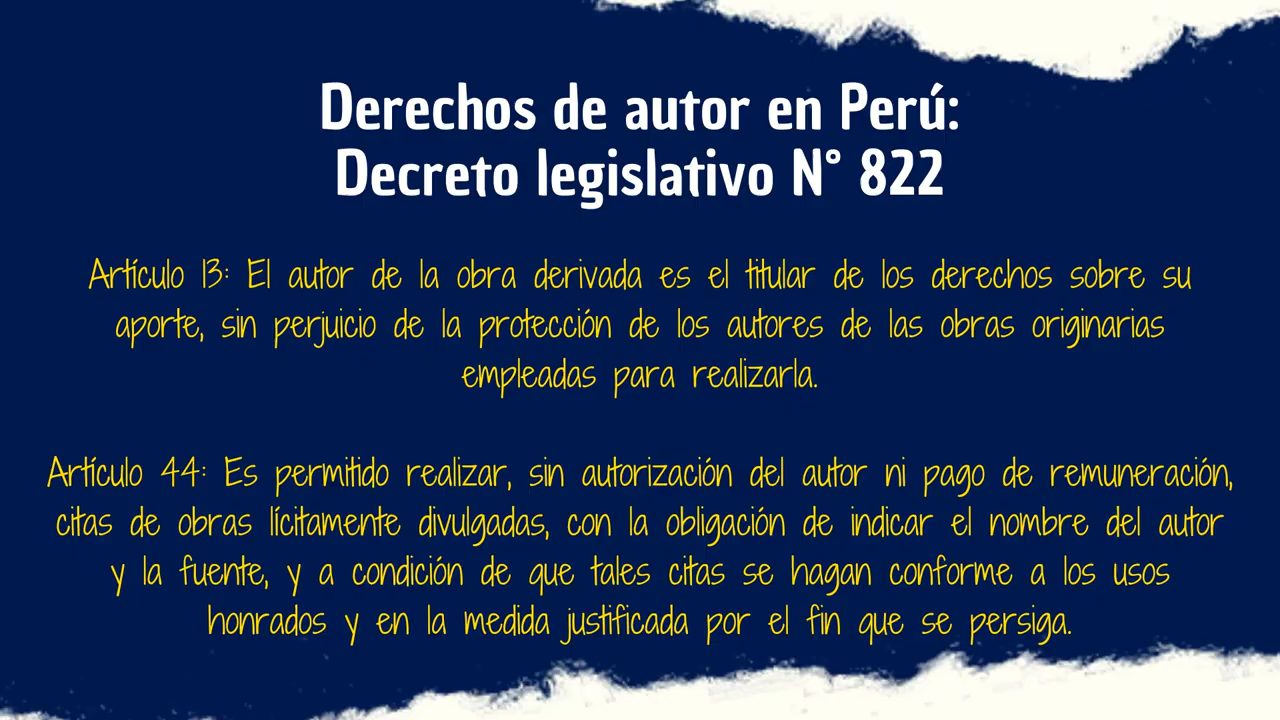 Derechos de autor en Perú:
Decreto legislativo N° 822
Artículo 13: El autor de la obra derivada es el titular de los derechos sobre su
aporte, sin perjuicio de la protección de los autores de las obras originarias
empleadas para realizarla.
Artículo 44: Es permitido realizar, sin autorización del autor ni pago de remuneración,
citas de obras lícitamente divulgadas, con la obligación de indicar el nombre del autor
y la fuente, y a condición de que tales citas se hagan conforme a los usos
honrados y en la medida justificada por el fin que se persiga.